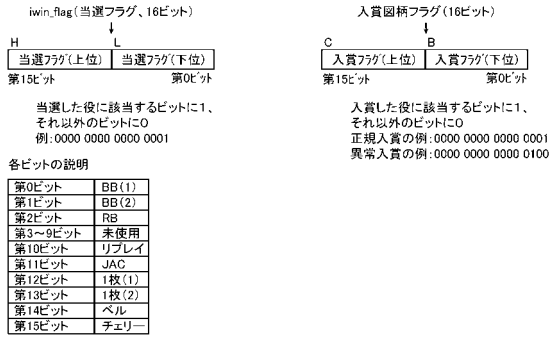 iwin_flag(当選フラグ、16ビット)
H
L
当選フラグ(上位)
当選フラグ(下位)
第15ビット
第0ビット
当選した役に該当するビットに1、
それ以外のビットに0
例:0000 0000 0000 0001
入賞図柄フラグ(16ビット)
C
B
入賞フラグ(上位)
入賞フラグ(下位)
第15ビット
第0ビット
入賞した役に該当するビットに1、
それ以外のビットに0
正規入賞の例:0000 0000 0000 0001
異常入賞の例:0000 0000 0000 0100
各ビットの説明
第0ビット BB(1)
第1ビット BB(2)
第2ビット RB
第3～9ビット 未使用
第10ビット リプレイ
第11ビット JAC
第12ビット 1枚(1)
第13ビット 1枚(2)
第14ビット ベル
第15ビット チェリー